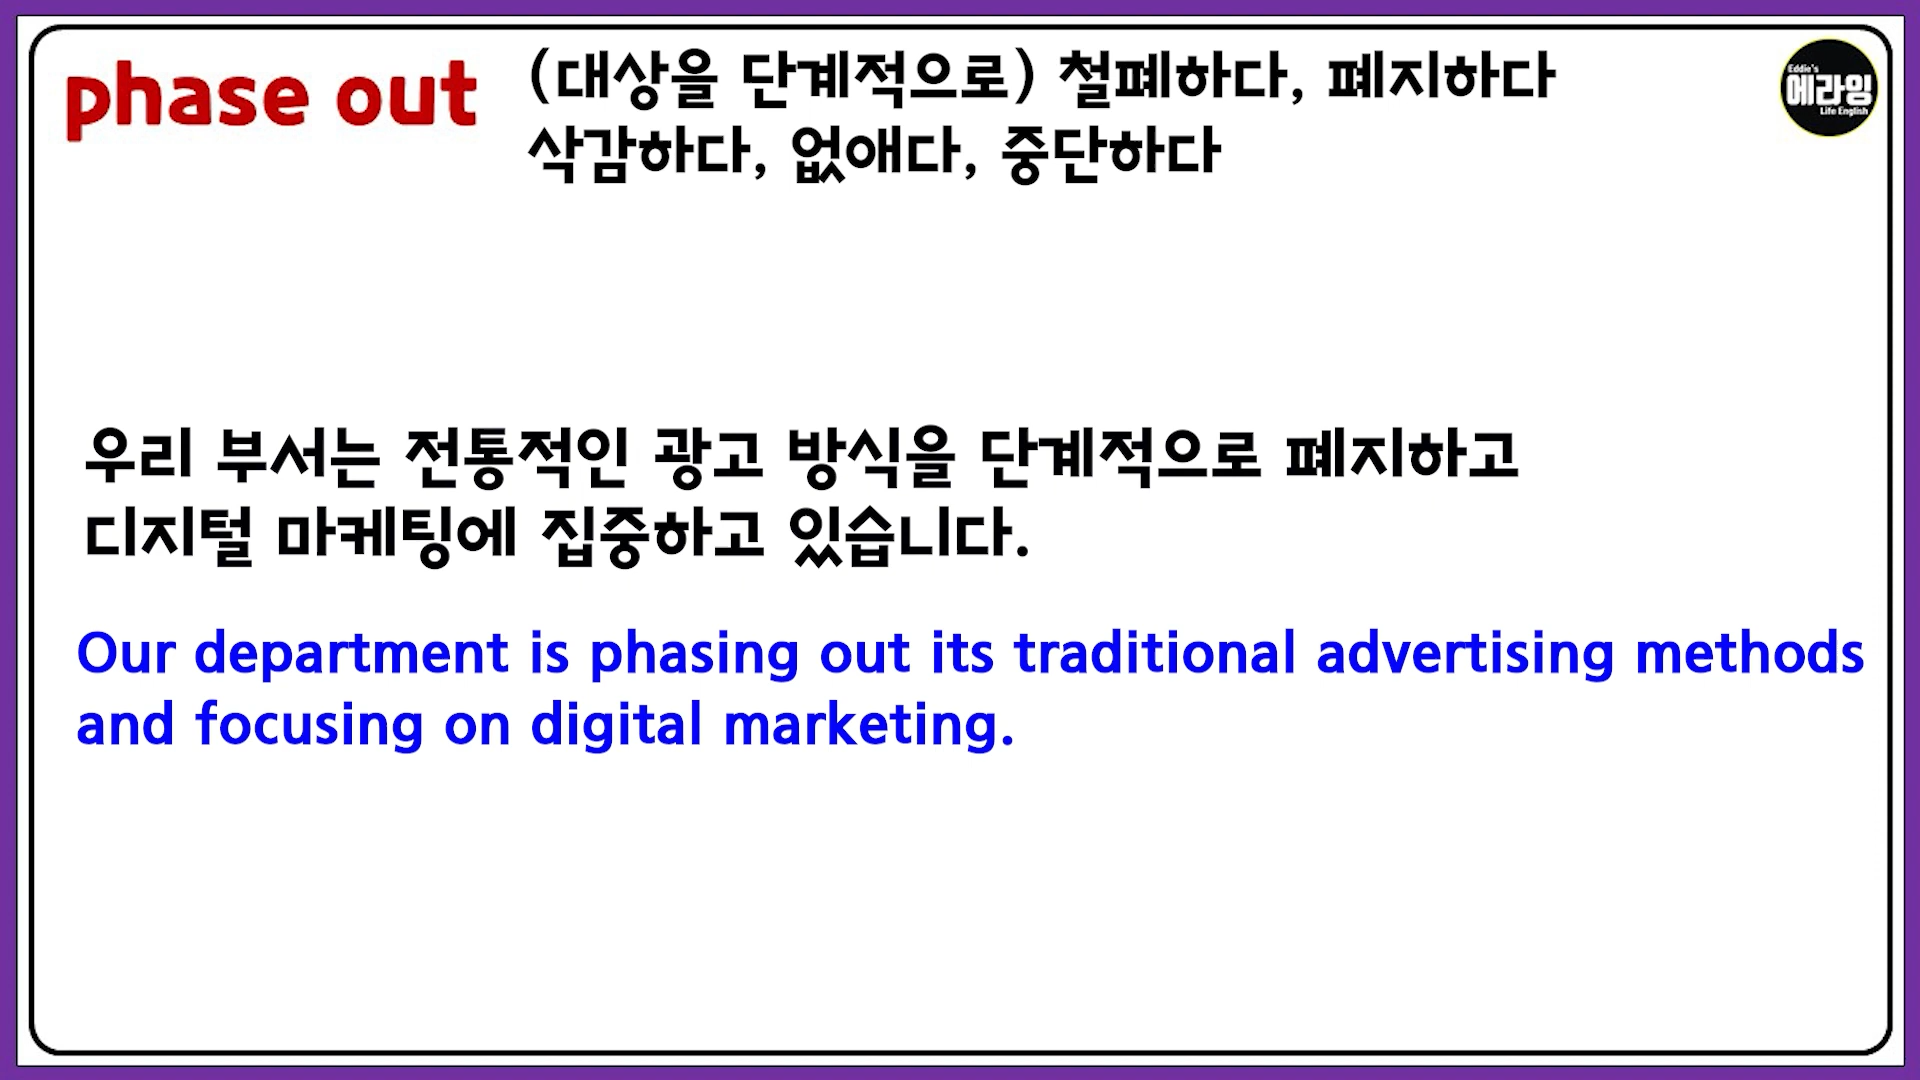 phase out
(대상을 단계적으로) 철폐하다, 폐지하다
삭감하다, 없애다, 중단하다
Eddie's
에라잉
Life English
우리 부서는 전통적인 광고 방식을 단계적으로 폐지하고
디지털 마케팅에 집중하고 있습니다.
Our department is phasing out its traditional advertising methods
and focusing on digital marketing.